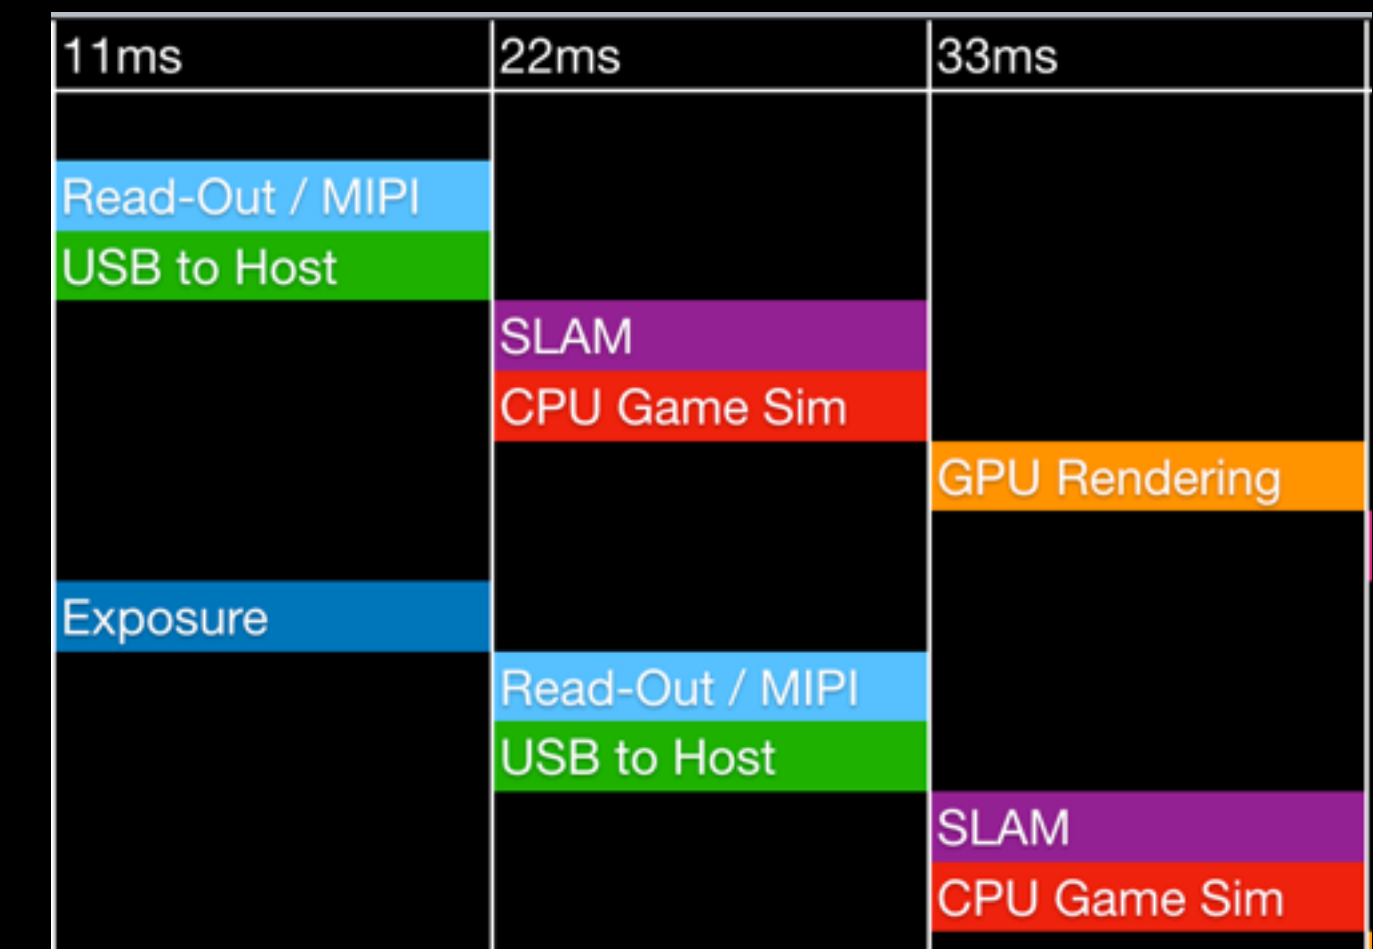 11ms 22ms 33ms
Read-Out / MIPI
USB to Host
SLAM
CPU Game Sim
GPU Rendering
Exposure
Read-Out / MIPI
USB to Host
SLAM
CPU Game Sim